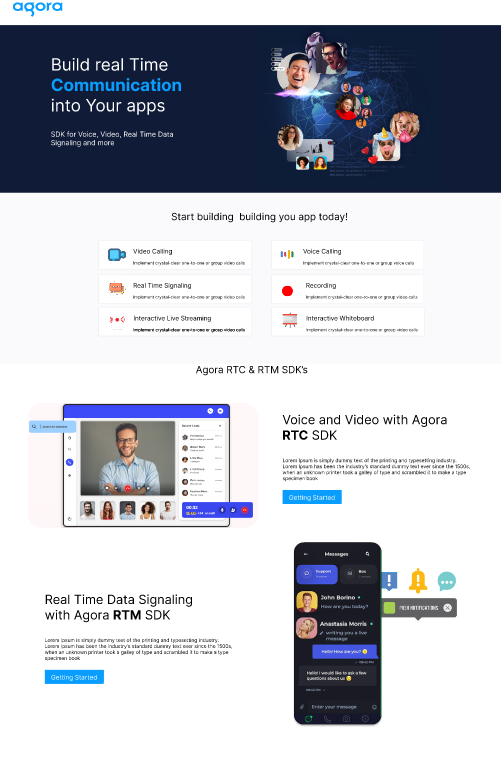 agora
Build real Time
Communication
into Your apps
SDK for Voice, Video, Real Time Data
Signaling and more
Start building building you app today!
Video Calling
Implement crystal-clear one-to-one or group video calls
Voice Calling
Implement crystal-clear one-to-one or group voice calls
Real Time Signaling
Implement crystal-clear one-to-one or group video calls
Recording
Implement crystal-clear one-to-one or group video calls
Interactive Live Streaming
Implement crystal-clear one-to-one or group video calls
Interactive Whiteboard
Implement crystal-clear one-to-one or group video calls
Agora RTC & RTM SDK's
Voice and Video with Agora
RTC SDK
Lorem Ipsum is simply dummy text of the printing and typesetting industry.
Lorem Ipsum has been the industry's standard dummy text ever since the 1500s,
when an unknown printer took a galley of type and scrambled it to make a type
specimen book
Getting Started
00:32
Messages
Support
Box
John Borino
How are you today?
Anastasia Morris
writing you a live
message
Hello! How are you?
Hello! I would like to ask a few
questions about us
Enter your message
PUSH NOTIFICATIONS
Real Time Data Signaling
with Agora RTM SDK
Lorem Ipsum is simply dummy text of the printing and typesetting industry.
Lorem Ipsum has been the industry's standard dummy text ever since the 1500s,
when an unknown printer took a galley of type and scrambled it to make a type
specimen book
Getting Started